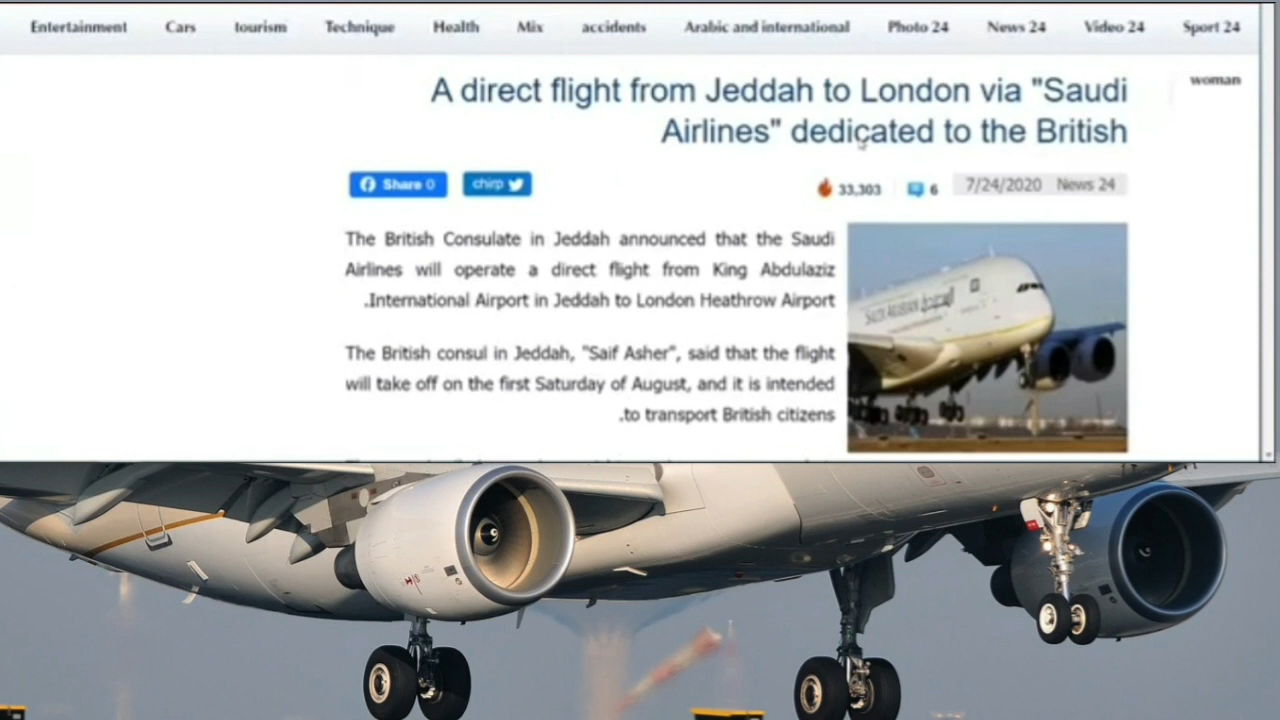 Entertainment Cars tourism Technique Health Mix accidents Arabic and international Photo 24 News 24 Video 24 Sport 24
woman
A direct flight from Jeddah to London via "Saudi
Airlines" dedicated to the British
Share 0 chirp 33,303 6 7/24/2020 News 24
The British Consulate in Jeddah announced that the Saudi
Airlines will operate a direct flight from King Abdulaziz
.International Airport in Jeddah to London Heathrow Airport
The British consul in Jeddah, "Saif Asher", said that the flight
will take off on the first Saturday of August, and it is intended
.to transport British citizens
SAUDI ARABIAN